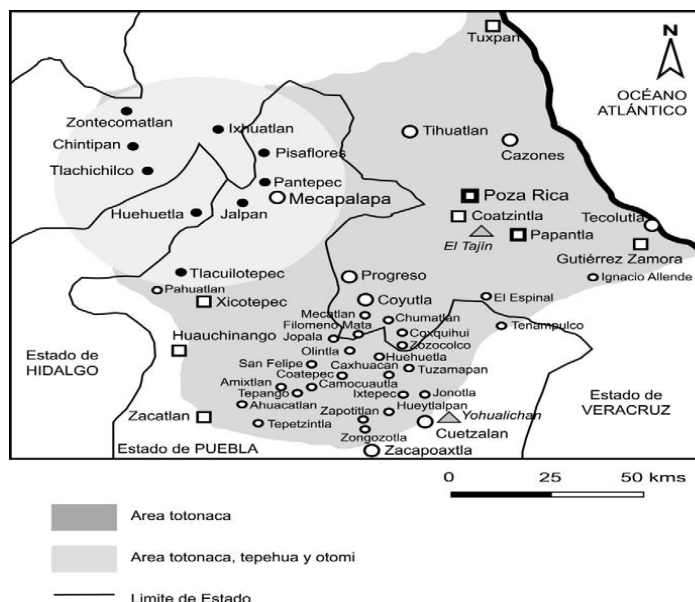 Tuxpan
N
OCÉANO
ATLÁNTICO
Zontecomatlan
Ixhuatlan
Tihuatlan
Chintipan
Pisaflores
Cazones
Tlachichilco
Pantepec
Mecapalapa
Poza Rica
Huehuetla
Jalpan
Coatzintla
Tecolutla
El Tajín
Papantla
Gutiérrez Zamora
Tlacuilotepec
Progreso
Ignacio Allende
Pahuatlan
Xicotepec
Coyutla
El Espinal
Mecatlan
Chumatlan
Filomeno Mata
Coxquihui
Tenampulco
Huauchinango
Jopala
Zozocolco
Olintla
Huehuetla
Estado de
HIDALGO
San Felipe
Caxhuacan
Tuzamapan
Estado de
VERACRUZ
Coatepec
Amixtlan
Camocuautla
Tepango
Ixtepec
Jonotla
Ahuacatlan
Hueytlalpan
Zacatlan
Zapotitlan
Yohualichan
Tepetzintla
Cuetzalan
Zongozotla
Estado de PUEBLA
Zacapoaxtla
0 25 50 kms
Area totonaca
Area totonaca, tepehua y otomi
Limite de Estado